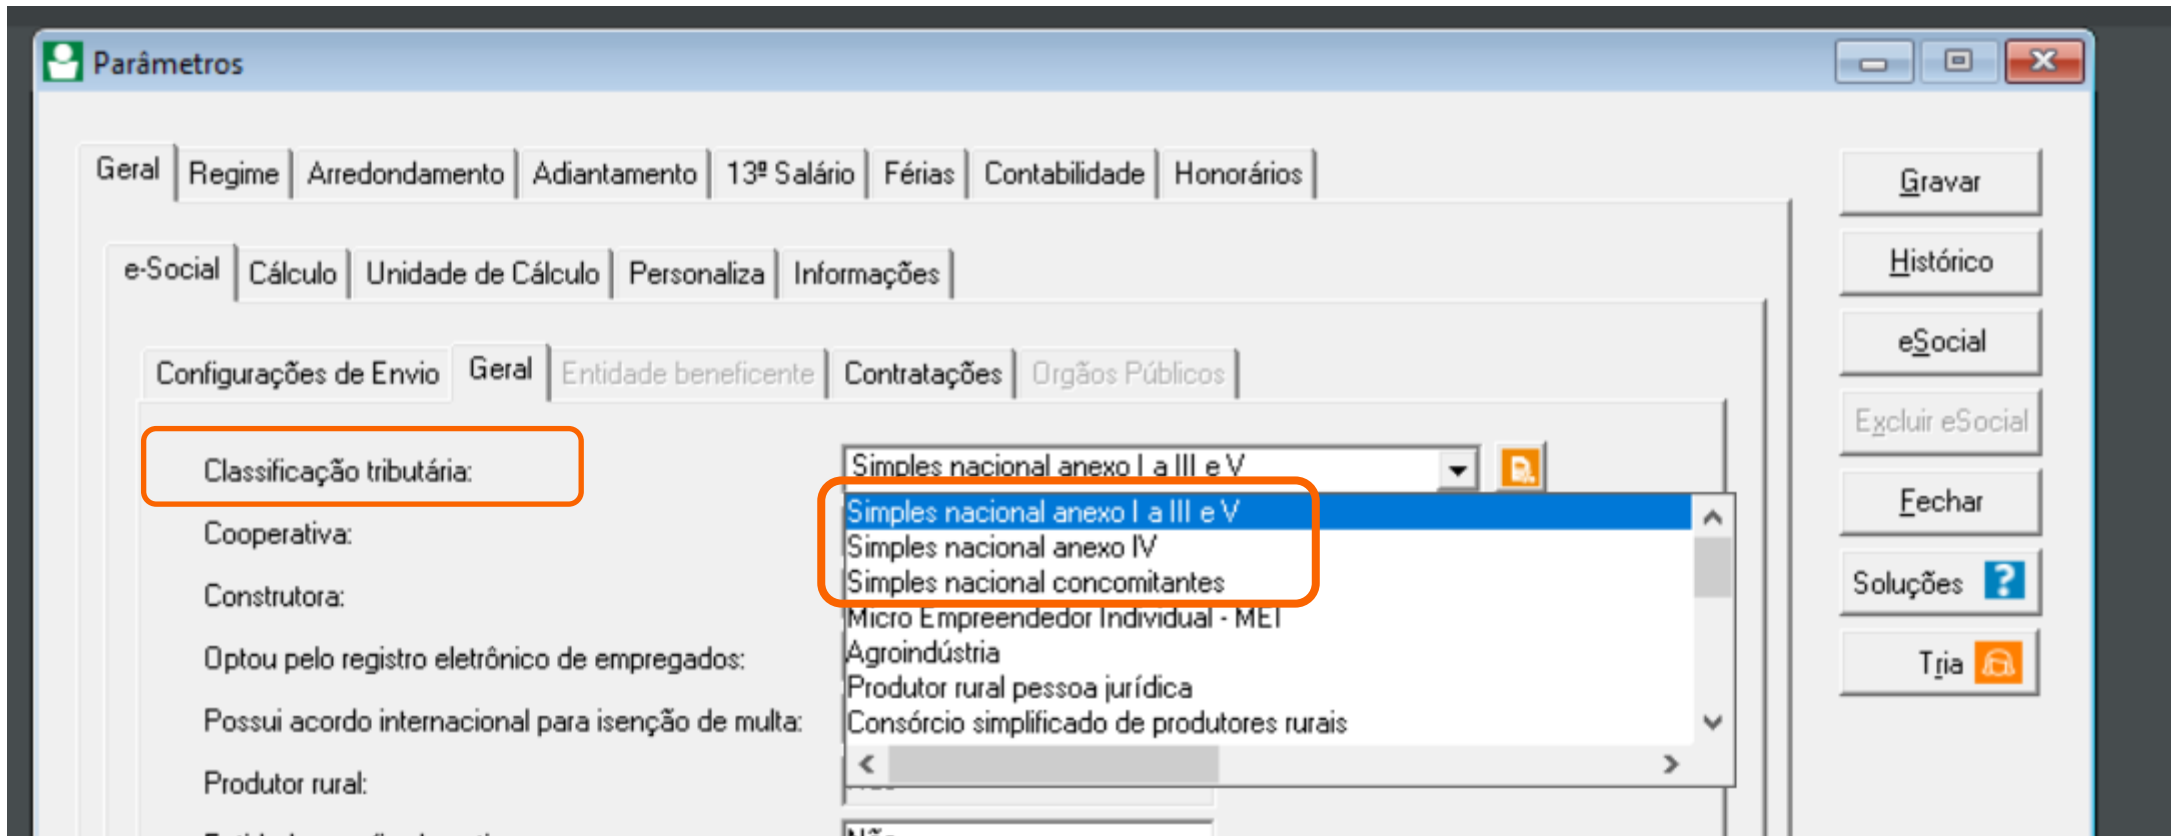 Parâmetros
Geral Regime Arredondamento Adiantamento 13º Salário Férias Contabilidade Honorários
Gravar
e-Social Cálculo Unidade de Cálculo Personaliza Informações
Histórico
eSocial
Configurações de Envio Geral Entidade beneficente Contratações Orgãos Públicos
Excluir eSocial
Classificação tributária: Simples nacional anexo I a III e V
Simples nacional anexo I a III e V
Fechar
Cooperativa:
Simples nacional anexo IV
Simples nacional concomitantes
Soluções ?
Construtora:
Micro Empreendedor Individual - MEI
Agroindústria
Optou pelo registro eletrônico de empregados:
Tria
Produtor rural pessoa jurídica
Possui acordo internacional para isenção de multa:
Consórcio simplificado de produtores rurais
Produtor rural: